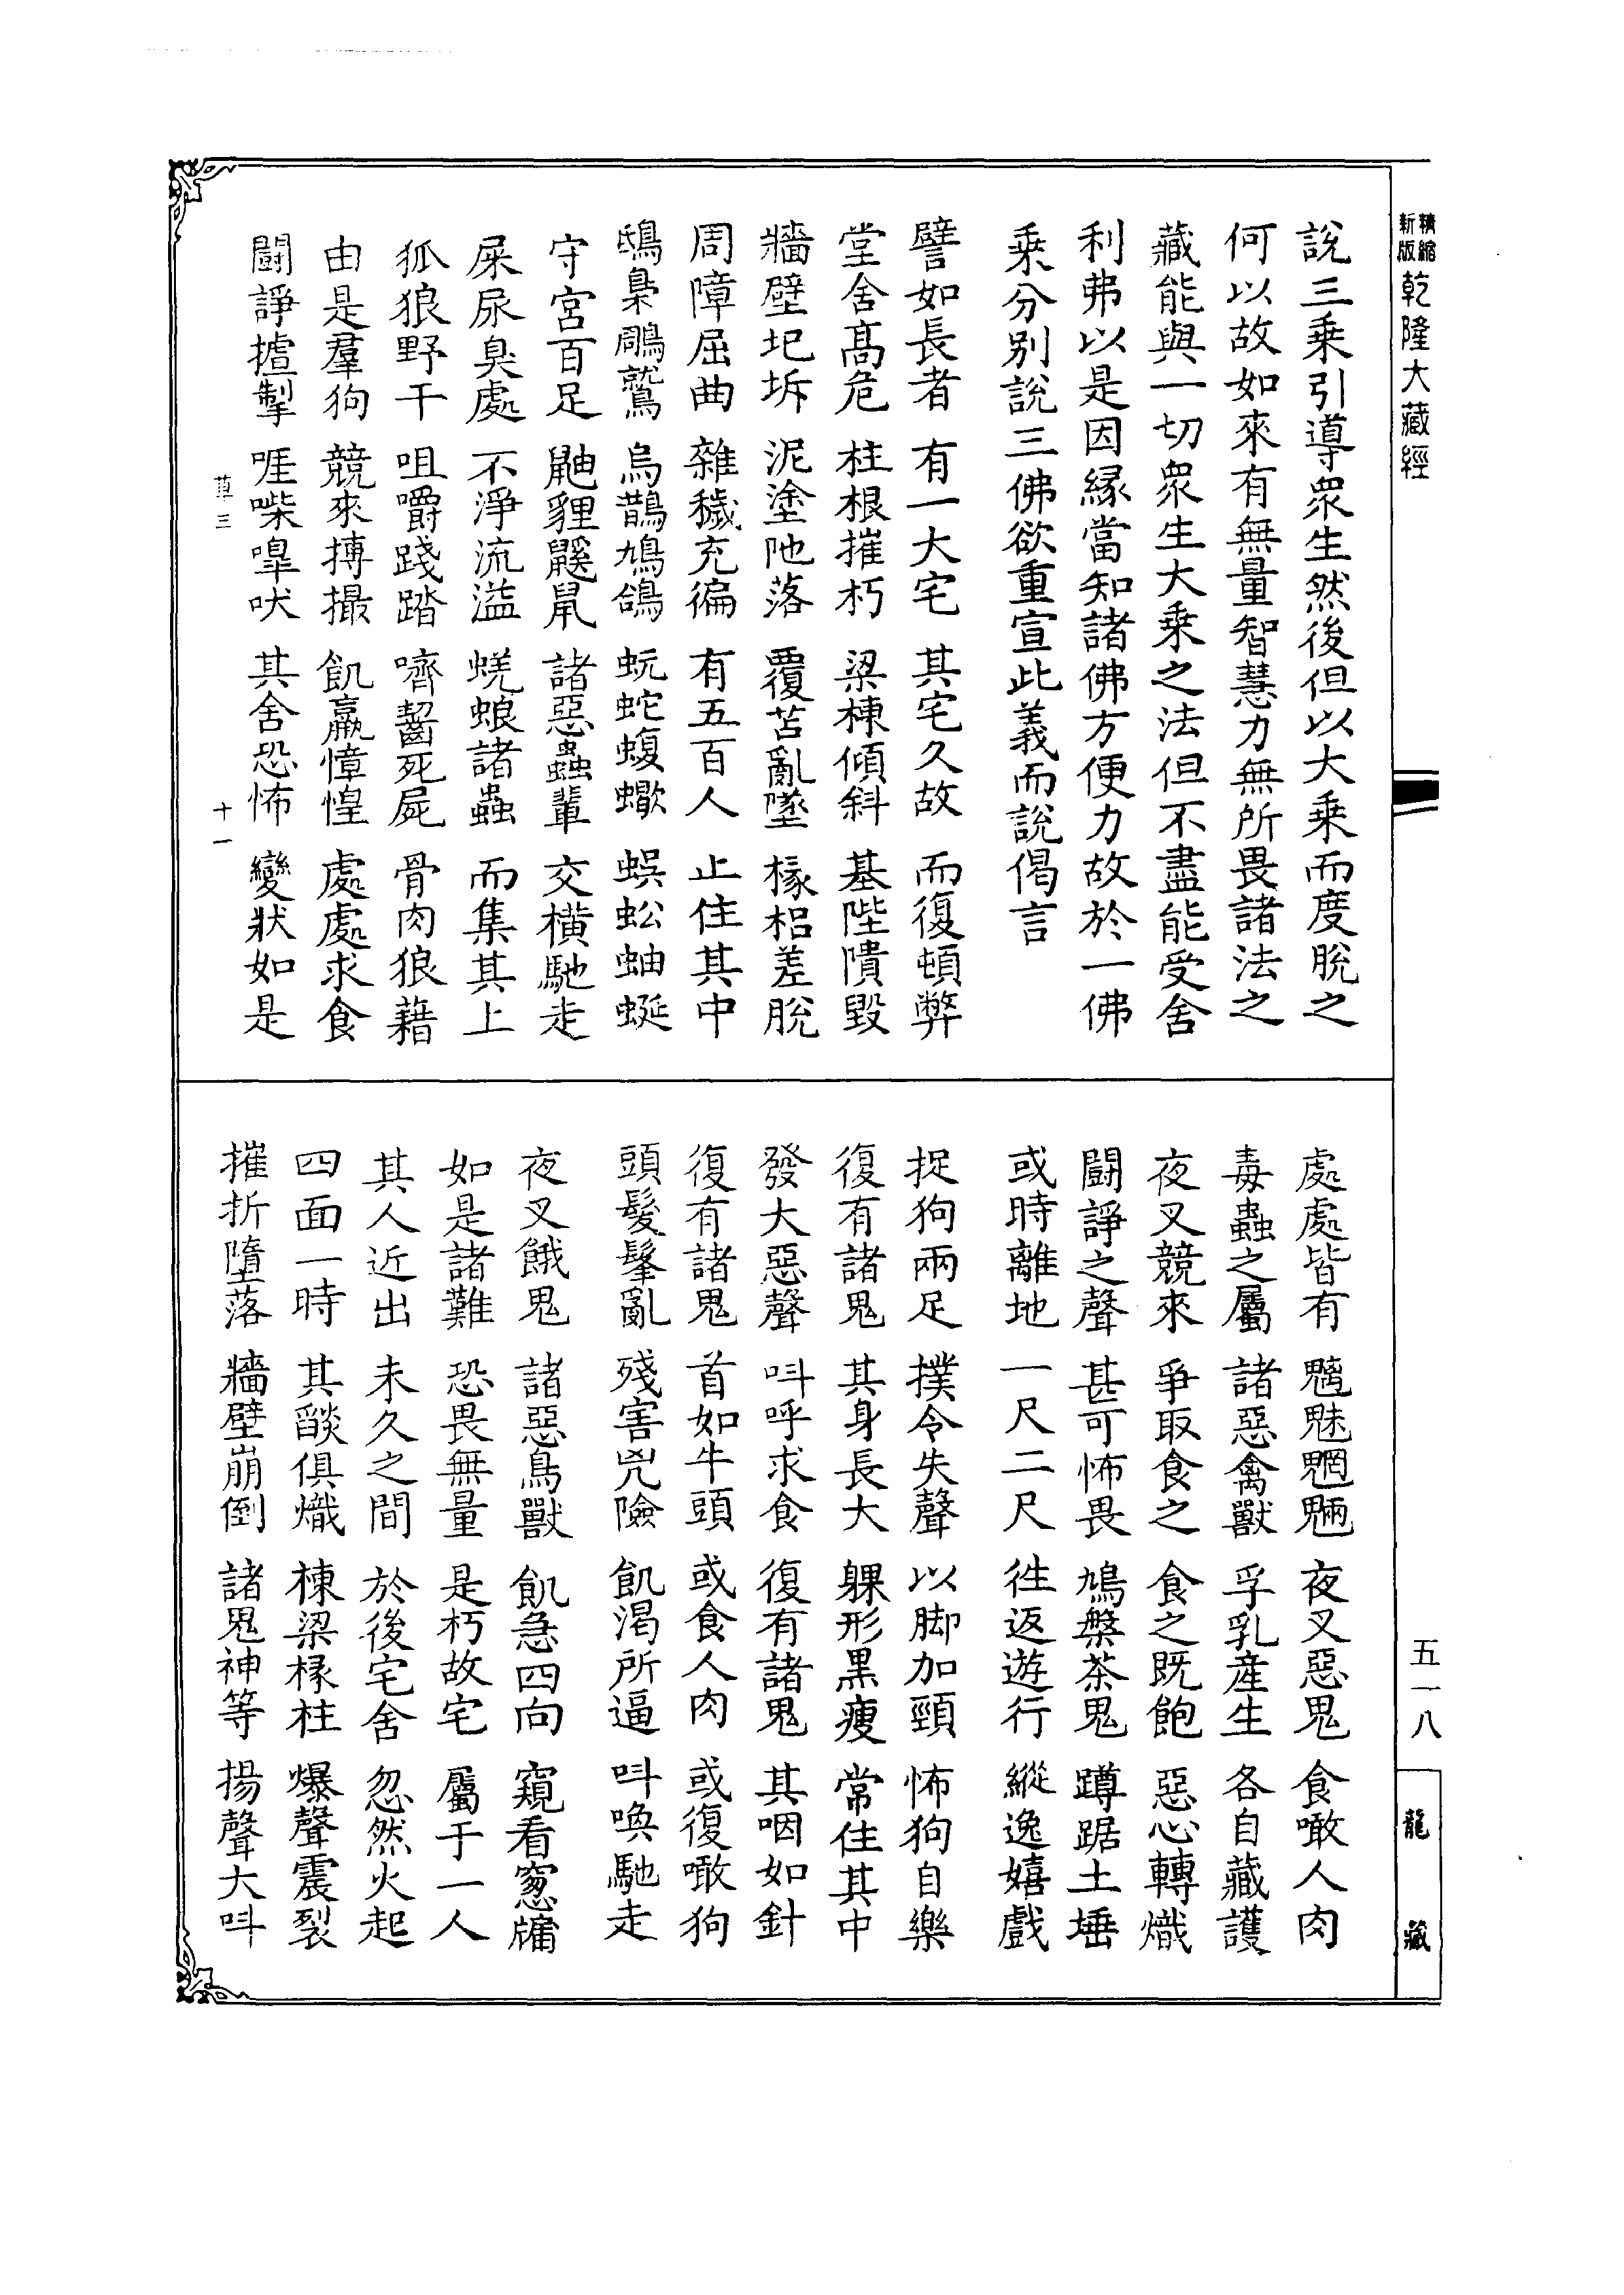 精縮新版乾隆大藏經
說三乘引導衆生然後但以大乘而度脫之
何以故如來有無量智慧力無所畏諸法之
藏能與一切衆生大乘之法但不盡能受舍
利弗以是因緣當知諸佛方便力故於一佛
乘分別說三佛欲重宣此義而說偈言
譬如長者 有一大宅 其宅久故 而復頓弊
堂舍髙危 柱根摧朽 梁棟傾斜 基陛隤毀
牆壁圮坼 泥塗阤落 覆苫亂墜 椽梠差脫
周障屈曲 雜穢充徧 有五百人 止住其中
鴟梟鵰鷲 烏鵲鳩鴿 蚖蛇蝮蠍 蜈蚣蚰蜒
守宮百足 鼬貍鼷鼠 諸惡蟲輩 交橫馳走
屎尿臭處 不淨流溢 蜣蜋諸蟲 而集其上
狐狼野干 咀嚼踐踏 嚌齧死屍 骨肉狼藉
由是羣狗 競來搏撮 飢羸慞惶 處處求食
鬪諍摣掣 啀喍嘷吠 其舍恐怖 變狀如是
草三 十一
處處皆有 魑魅魍魎 夜叉惡鬼 食噉人肉
毒蟲之屬 諸惡禽獸 孚乳產生 各自藏護
夜叉競來 爭取食之 食之既飽 惡心轉熾
鬪諍之聲 甚可怖畏 鳩槃荼鬼 蹲踞土埵
或時離地 一尺二尺 往返遊行 縱逸嬉戲
捉狗兩足 撲令失聲 以脚加頸 怖狗自樂
復有諸鬼 其身長大 躶形黑瘦 常住其中
發大惡聲 叫呼求食 復有諸鬼 其咽如針
復有諸鬼 首如牛頭 或食人肉 或復噉狗
頭髮髼亂 殘害兇險 飢渴所逼 叫喚馳走
夜叉餓鬼 諸惡鳥獸 飢急四向 窺看窻牖
如是諸難 恐畏無量 是朽故宅 屬于一人
其人近出 未久之間 於後宅舍 忽然火起
四面一時 其燄俱熾 棟梁椽柱 爆聲震裂
摧折墮落 牆壁崩倒 諸鬼神等 揚聲大叫
五一八
龍藏